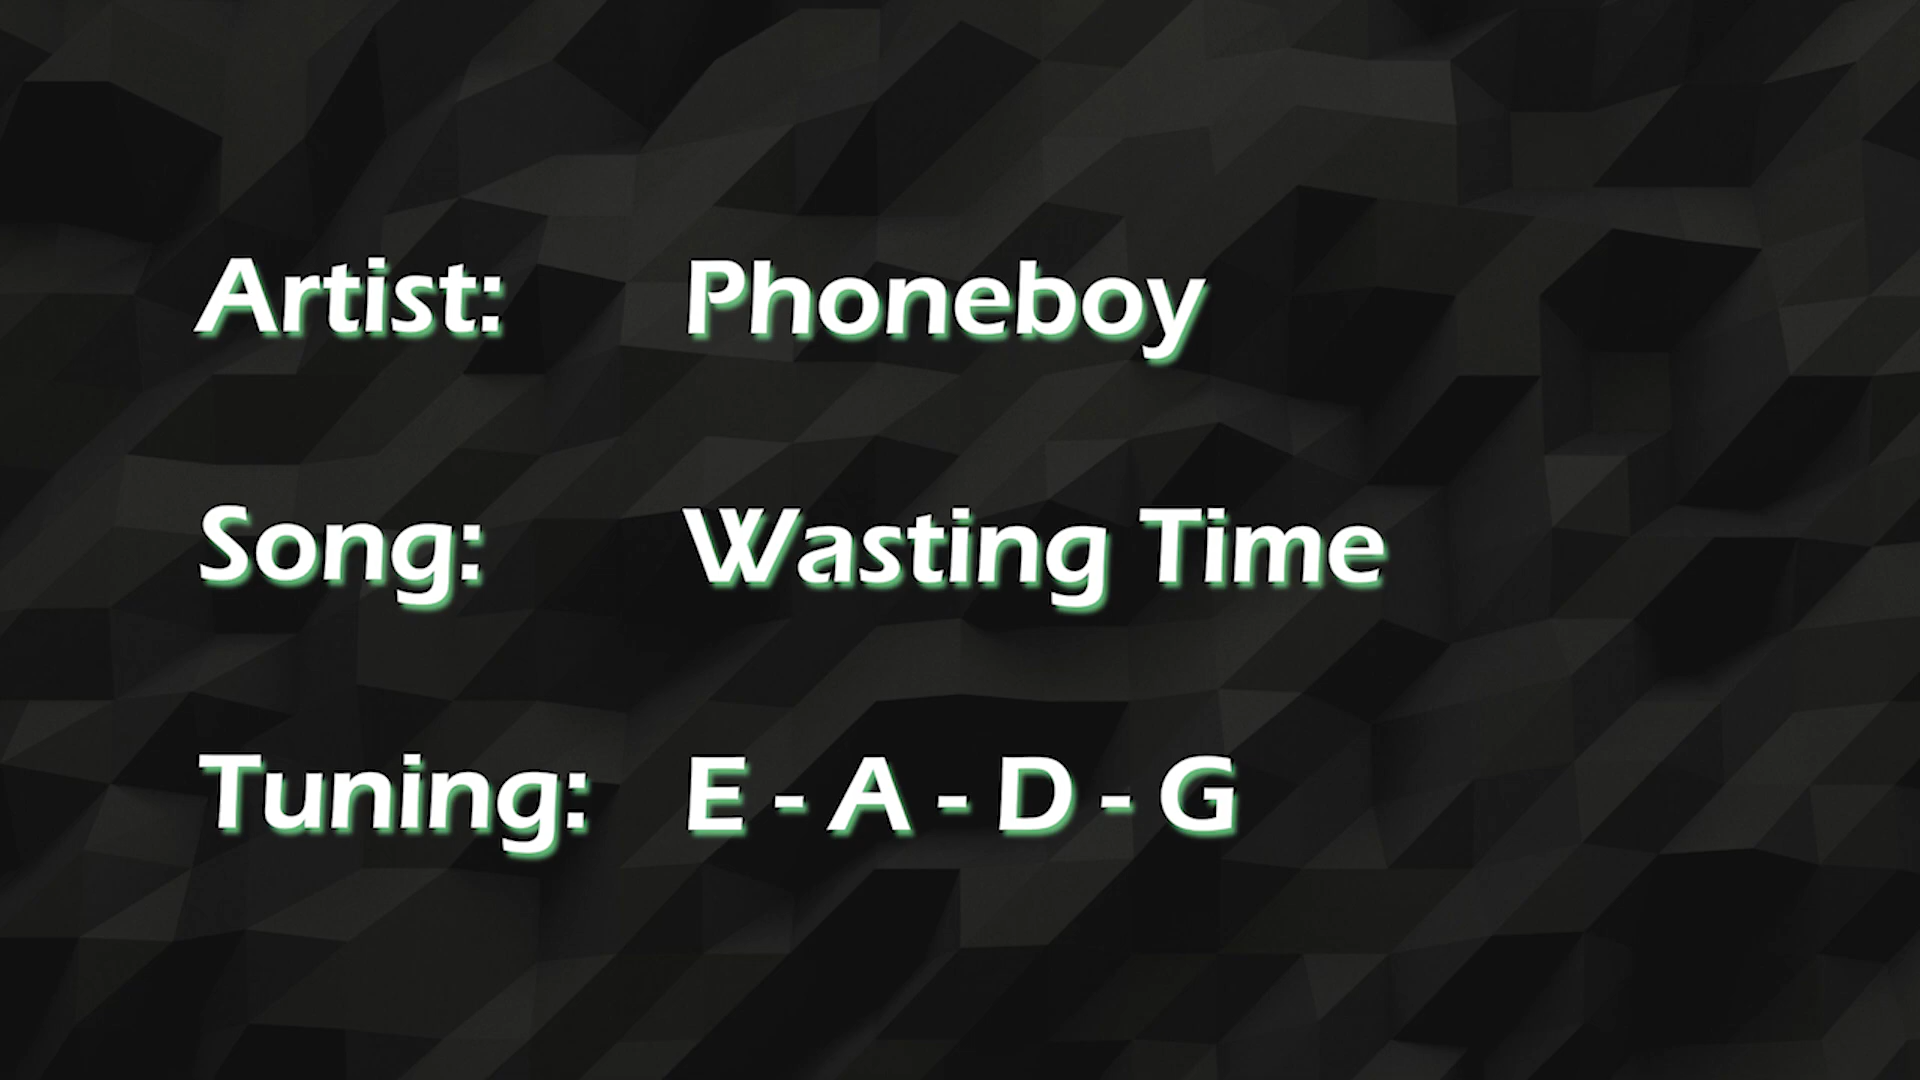 Artist: Phoneboy
Song: Wasting Time
Tuning: E - A - D - G